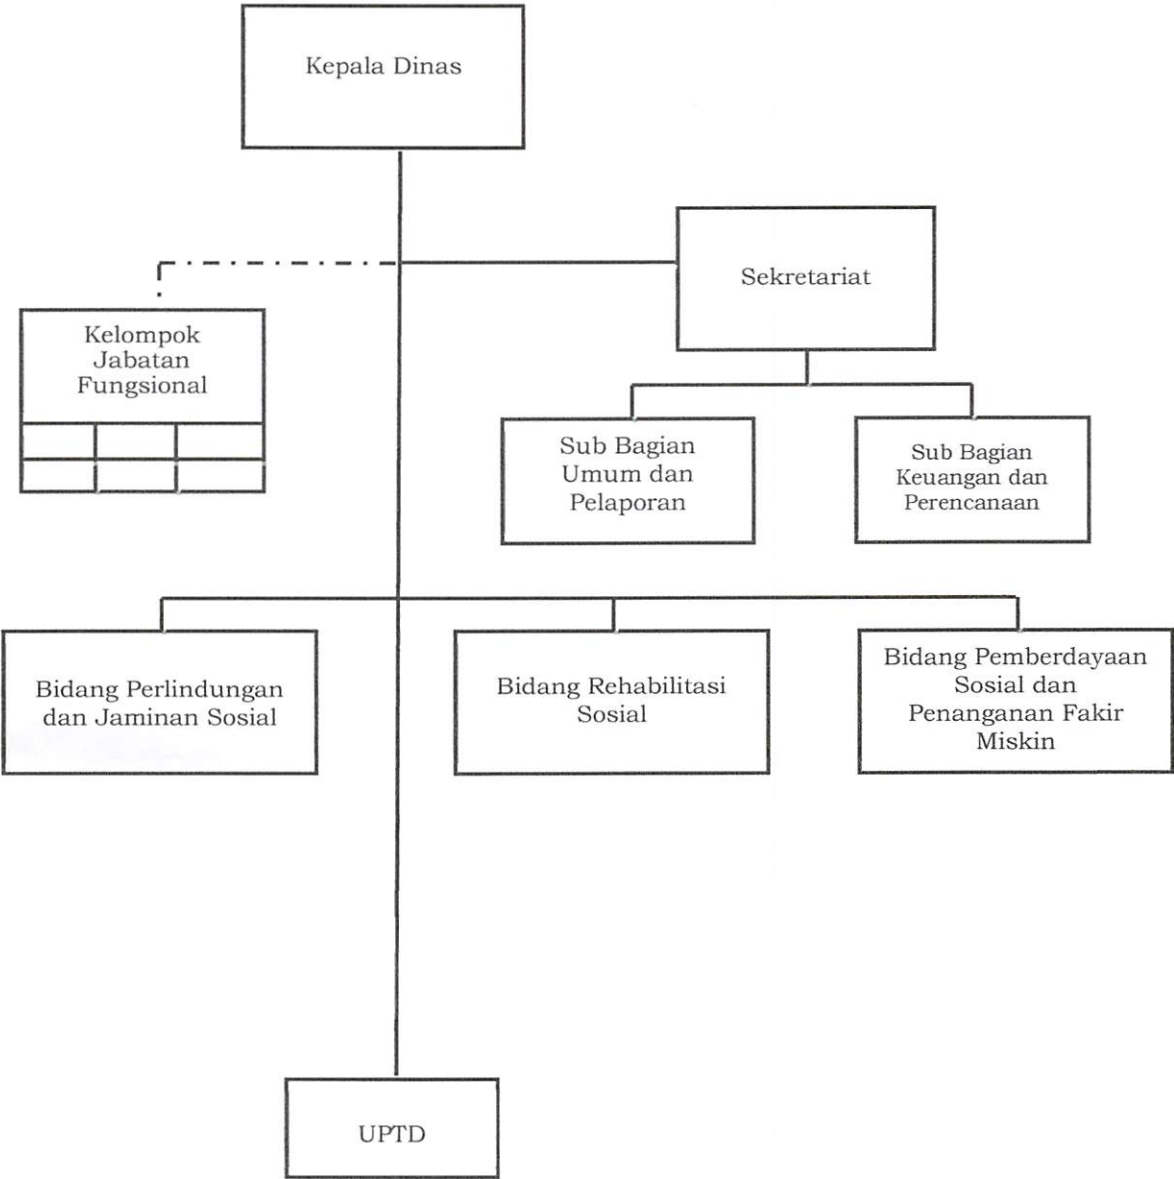 Kepala Dinas
Sekretariat
Kelompok
Jabatan
Fungsional
Sub Bagian
Umum dan
Pelaporan
Sub Bagian
Keuangan dan
Perencanaan
Bidang Perlindungan
dan Jaminan Sosial
Bidang Rehabilitasi
Sosial
Bidang Pemberdayaan
Sosial dan
Penanganan Fakir
Miskin
UPTD